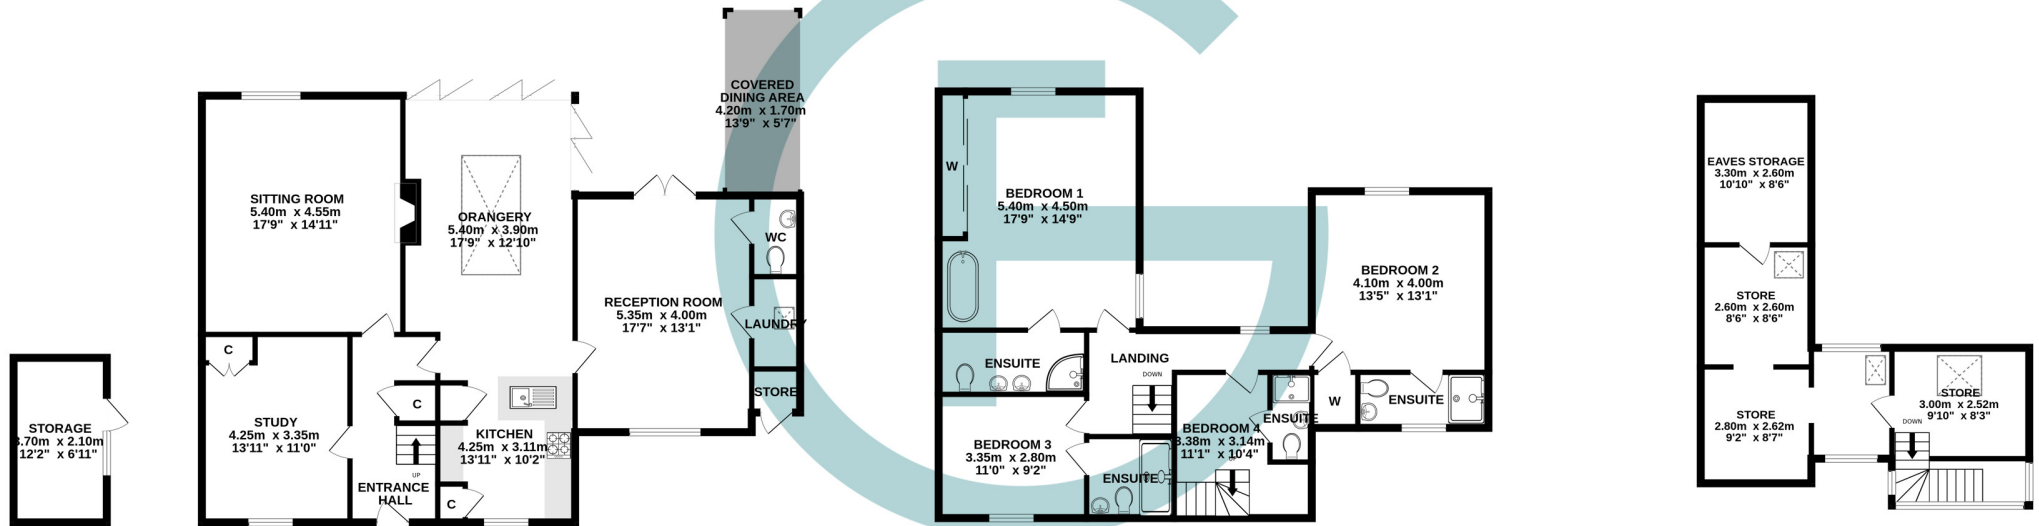 STORAGE
3.70m x 2.10m
12'2" x 6'11"
SITTING ROOM
5.40m x 4.55m
17'9" x 14'11"
ORANGERY
5.40m x 3.90m
17'9" x 12'10"
COVERED
DINING AREA
4.20m x 1.70m
13'9" x 5'7"
WC
RECEPTION ROOM
5.35m x 4.00m
17'7" x 13'1"
LAUNDRY
STORE
C
STUDY
4.25m x 3.35m
13'11" x 11'0"
C
UP
ENTRANCE
HALL
KITCHEN
4.25m x 3.11m
13'11" x 10'2"
C
W
BEDROOM 1
5.40m x 4.50m
17'9" x 14'9"
BEDROOM 2
4.10m x 4.00m
13'5" x 13'1"
ENSUITE
LANDING
DOWN
W
ENSUITE
ENSUITE
BEDROOM 3
3.35m x 2.80m
11'0" x 9'2"
BEDROOM 4
3.38m x 3.14m
11'1" x 10'4"
UP
ENSUITE
EAVES STORAGE
3.30m x 2.60m
10'10" x 8'6"
STORE
2.60m x 2.60m
8'6" x 8'6"
STORE
2.80m x 2.62m
9'2" x 8'7"
STORE
3.00m x 2.52m
9'10" x 8'3"
DOWN